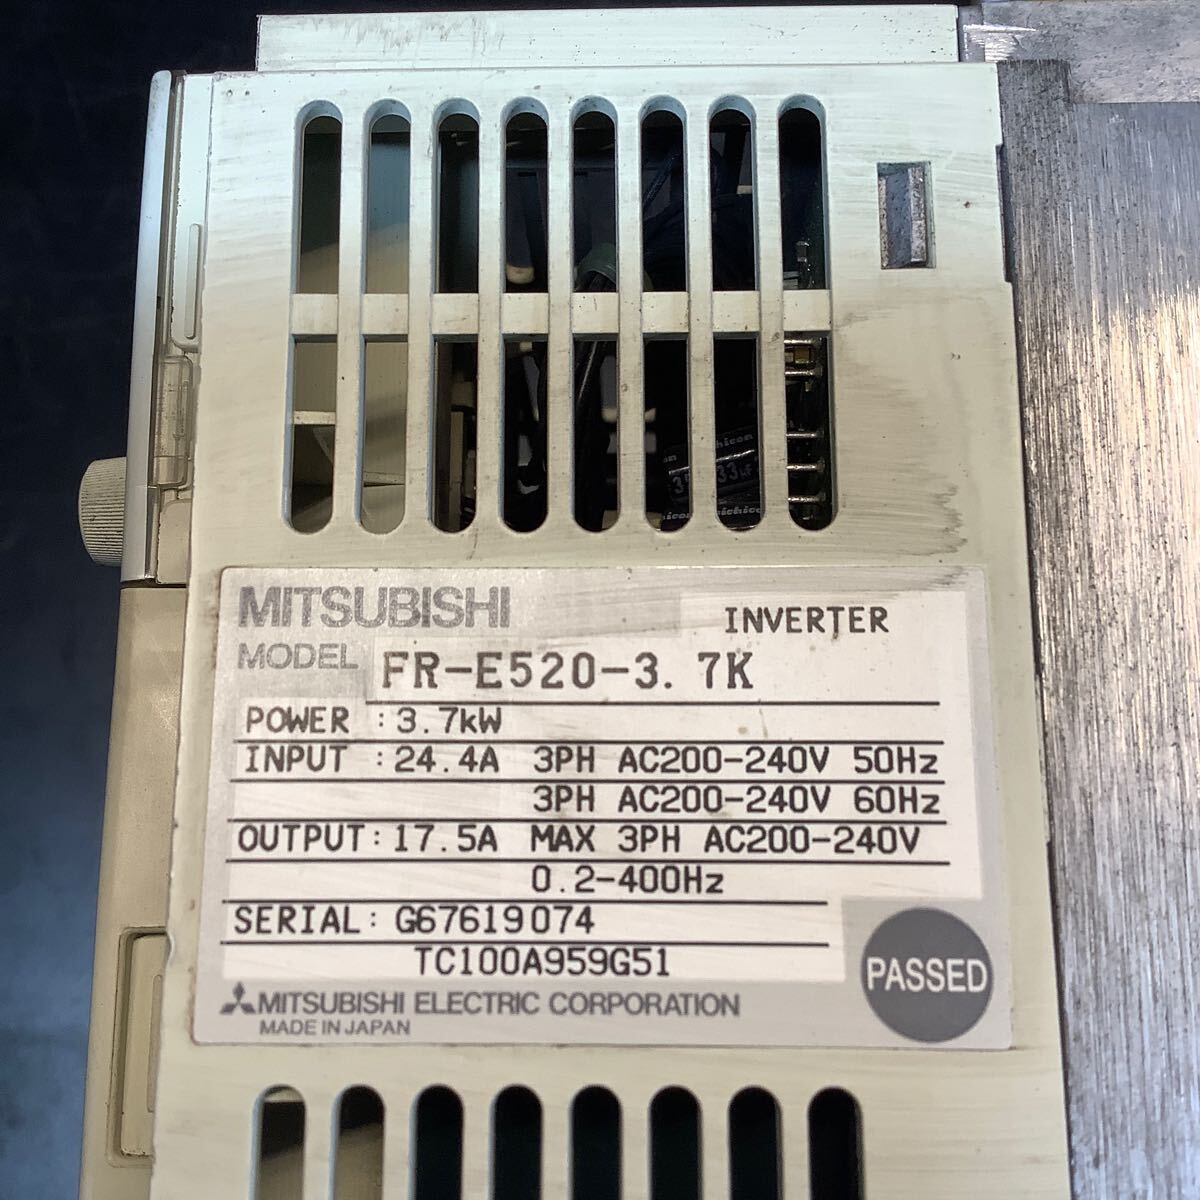 nichicon
33µF
MITSUBISHI
INVERTER
MODEL FR-E520-3.7K
POWER : 3.7kW
INPUT : 24.4A 3PH AC200-240V 50Hz
3PH AC200-240V 60Hz
OUTPUT: 17.5A MAX 3PH AC200-240V
0.2-400Hz
SERIAL: G67619074
TC100A959G51
PASSED
MITSUBISHI ELECTRIC CORPORATION
MADE IN JAPAN